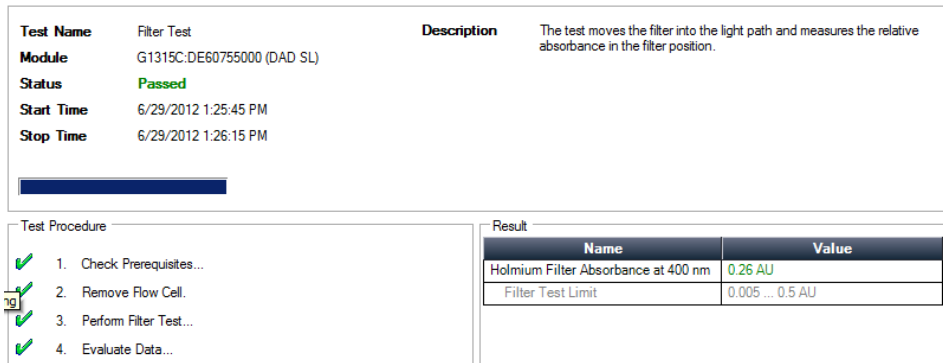 Test Name Filter Test Description The test moves the filter into the light path and measures the relative
absorbance in the filter position.
Module G1315C:DE60755000 (DAD SL)
Status Passed
Start Time 6/29/2012 1:25:45 PM
Stop Time 6/29/2012 1:26:15 PM
Test Procedure
1. Check Prerequisites...
2. Remove Flow Cell.
ng
3. Perform Filter Test...
4. Evaluate Data...
Result
Name Value
Holmium Filter Absorbance at 400 nm 0.26 AU
Filter Test Limit 0.005 ... 0.5 AU